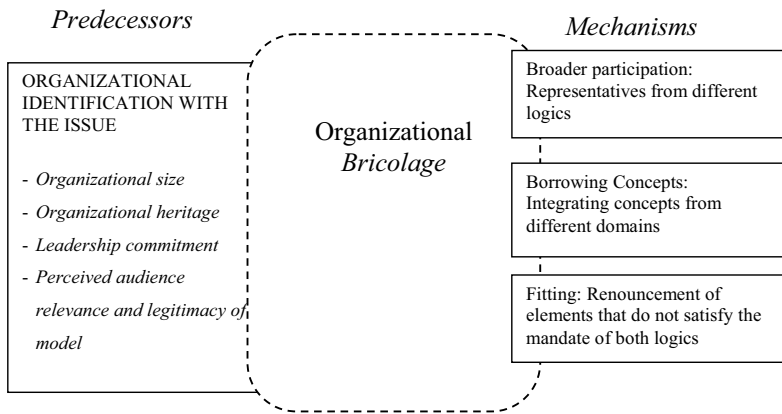 Predecessors
ORGANIZATIONAL
IDENTIFICATION WITH
THE ISSUE
- Organizational size
- Organizational heritage
- Leadership commitment
- Perceived audience
relevance and legitimacy of
model
Organizational
Bricolage
Mechanisms
Broader participation:
Representatives from different
logics
Borrowing Concepts:
Integrating concepts from
different domains
Fitting: Renouncement of
elements that do not satisfy the
mandate of both logics